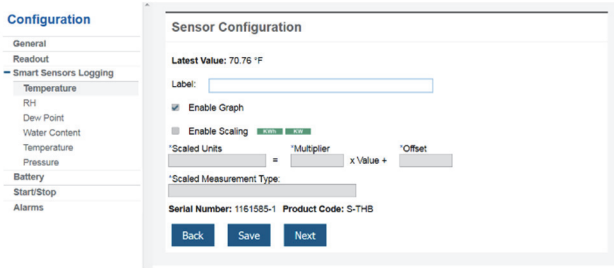 Configuration
General
Readout
Smart Sensors Logging
Temperature
RH
Dew Point
Water Content
Temperature
Pressure
Battery
Start/Stop
Alarms
Sensor Configuration
Latest Value: 70.76 °F
Label:
Enable Graph
Enable Scaling KWh KW
*Scaled Units *Multiplier *Offset
= x Value +
*Scaled Measurement Type:
Serial Number: 1161585-1 Product Code: S-THB
Back Save Next